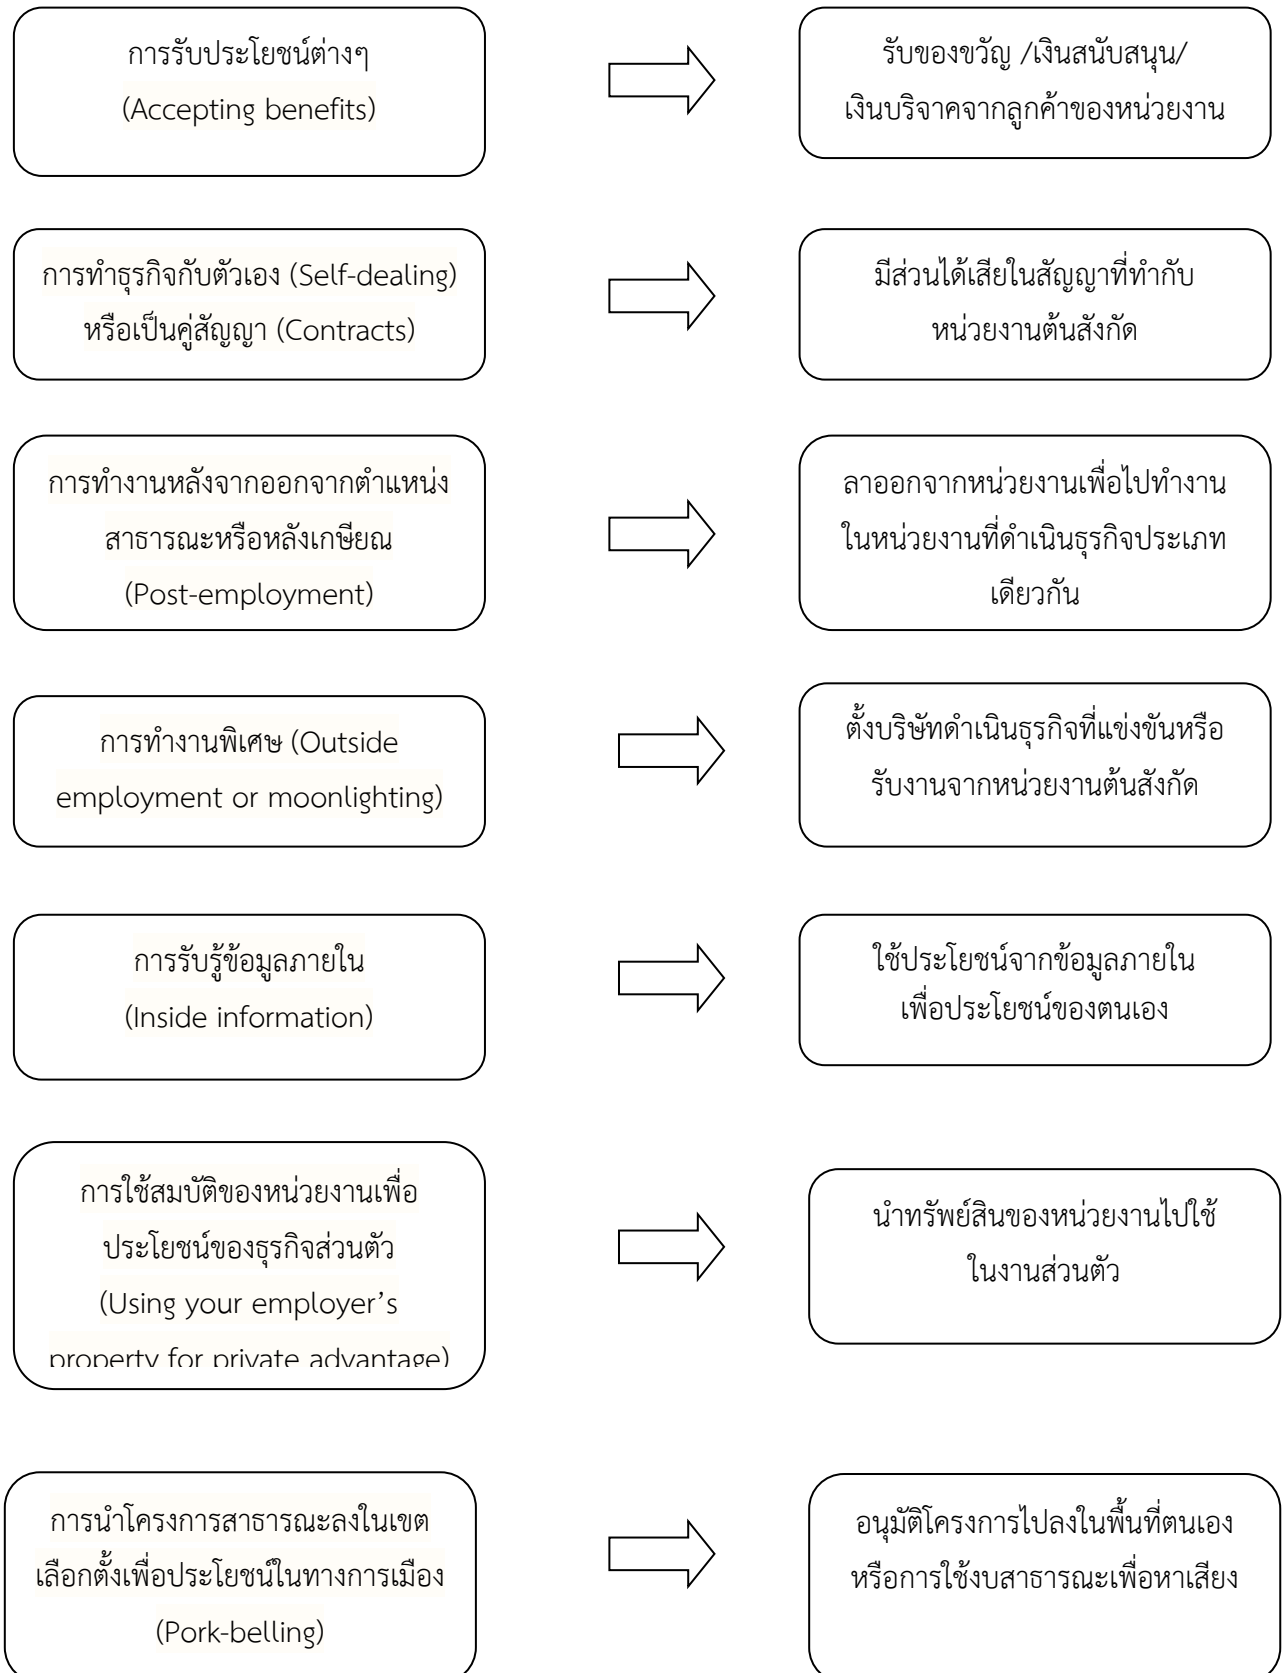 การรับประโยชน์ต่างๆ
(Accepting benefits)
รับของขวัญ /เงินสนับสนุน/
เงินบริจาคจากลูกค้าของหน่วยงาน
การทำธุรกิจกับตัวเอง (Self-dealing)
หรือเป็นคู่สัญญา (Contracts)
มีส่วนได้เสียในสัญญาที่ทำกับ
หน่วยงานต้นสังกัด
การทำงานหลังจากออกจากตำแหน่ง
สาธารณะหรือหลังเกษียณ
(Post-employment)
ลาออกจากหน่วยงานเพื่อไปทำงาน
ในหน่วยงานที่ดำเนินธุรกิจประเภท
เดียวกัน
การทำงานพิเศษ (Outside
employment or moonlighting)
ตั้งบริษัทดำเนินธุรกิจที่แข่งขันหรือ
รับงานจากหน่วยงานต้นสังกัด
การรับรู้ข้อมูลภายใน
(Inside information)
ใช้ประโยชน์จากข้อมูลภายใน
เพื่อประโยชน์ของตนเอง
การใช้สมบัติของหน่วยงานเพื่อ
ประโยชน์ของธุรกิจส่วนตัว
(Using your employer’s
property for private advantage)
นำทรัพย์สินของหน่วยงานไปใช้
ในงานส่วนตัว
การนำโครงการสาธารณะลงในเขต
เลือกตั้งเพื่อประโยชน์ในทางการเมือง
(Pork-belling)
อนุมัติโครงการไปลงในพื้นที่ตนเอง
หรือการใช้งบสาธารณะเพื่อหาเสียง